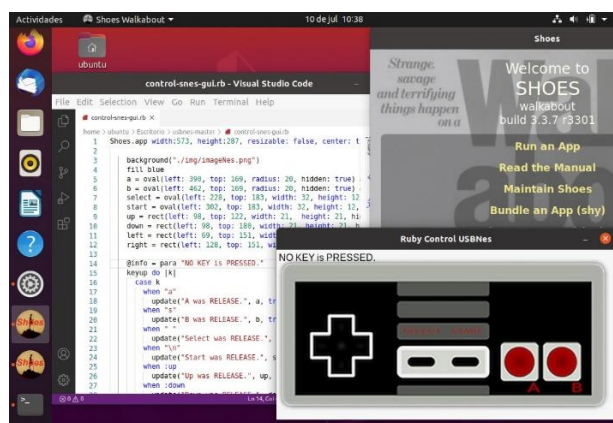 Actividades
Shoes Walkabout
10 de jul 10:38
ubuntu
control-snes-gui.rb - Visual Studio Code
File Edit Selection View Go Run Terminal Help
control-snes-gui.rb
home > ubuntu > Escritorio > usbnes-master > control-snes-gui.rb
1 Shoes.app width:573, height:287, resizable: false, center: t
2
3 background("./img/imageNes.png")
4 fill blue
5 a = oval(left: 390, top: 169, radius: 20, hidden: true)
6 b = oval(left: 462, top: 169, radius: 20, hidden: true)
7 select = oval(left: 228, top: 183, width: 32, height: 12
8 start = oval(left: 302, top: 183, width: 32, height: 12,
9 up = rect(left: 98, top: 122, width: 21, height: 21, hi
10 down = rect(left: 98, top: 180, width: 21, height: 21, h
11 left = rect(left: 69, top: 151, widt
12 right = rect(left: 128, top: 151, wi
13
14 @info = para "NO KEY is PRESSED."
15 keyup do |k|
16 case k
17 when "a"
18 update("A was RELEASE.", a, tr
19 when "s"
20 update("B was RELEASE.", b, tr
21 when " "
22 update("Select was RELEASE.",
23 when "\n"
24 update("Start was RELEASE.", s
25 when :up
26 update("Up was RELEASE.", up,
27 when :down
Shoes
Strange,
savage
and terrifying
things happen
on a
Welcome to
SHOES
walkabout
build 3.3.7 r3301
Run an App
Read the Manual
Maintain Shoes
Bundle an App (shy)
Ruby Control USBNes
NO KEY is PRESSED.
SELECT START
A B
Shoes
Shoes